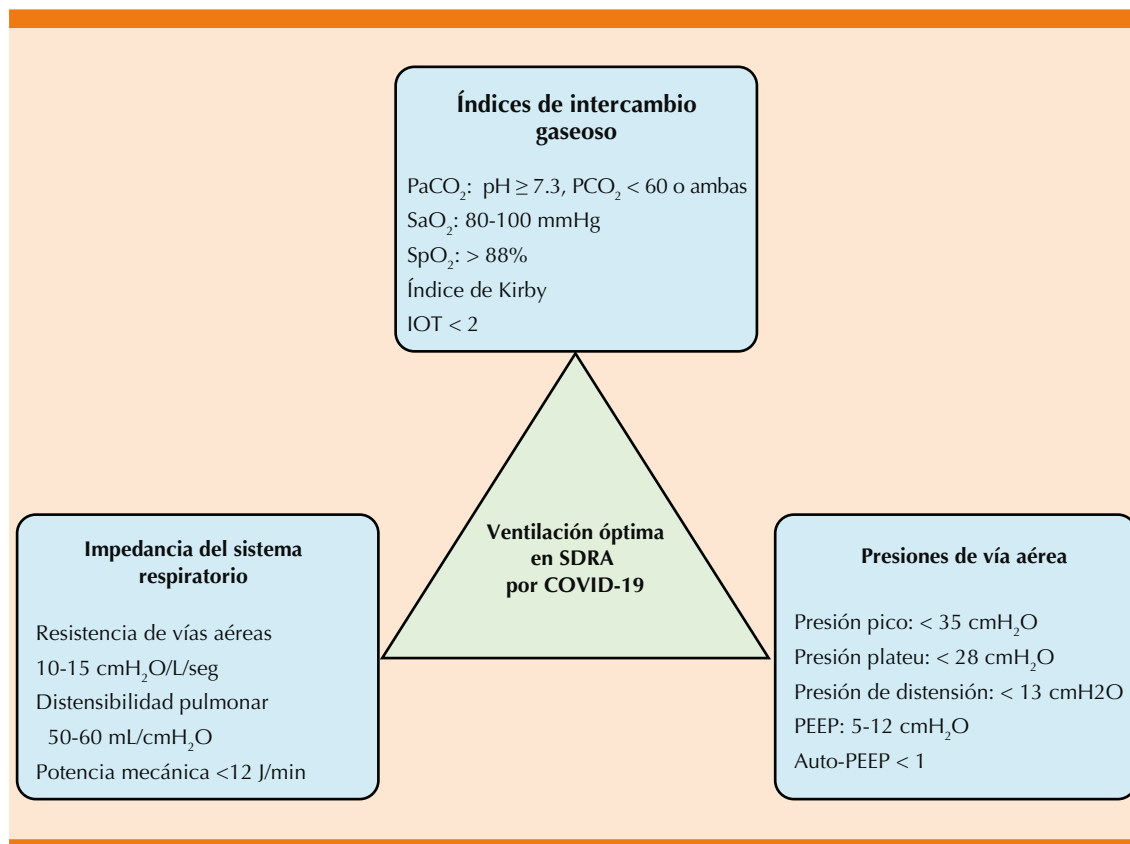 Índices de intercambio
gaseoso
PaCO₂: pH ≥ 7.3, PCO₂ < 60 o ambas
SaO₂: 80-100 mmHg
SpO₂: > 88%
Índice de Kirby
IOT < 2
Ventilación óptima
en SDRA
por COVID-19
Impedancia del sistema
respiratorio
Resistencia de vías aéreas
10-15 cmH₂O/L/seg
Distensibilidad pulmonar
50-60 mL/cmH₂O
Potencia mecánica <12 J/min
Presiones de vía aérea
Presión pico: < 35 cmH₂O
Presión plateu: < 28 cmH₂O
Presión de distensión: < 13 cmH2O
PEEP: 5-12 cmH₂O
Auto-PEEP < 1